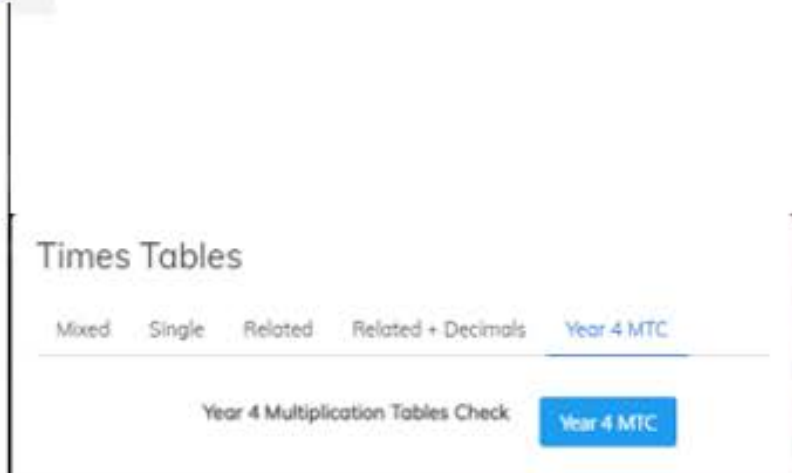 Times Tables
Mixed Single Related Related + Decimals Year 4 MTC
Year 4 Multiplication Tables Check Year 4 MTC